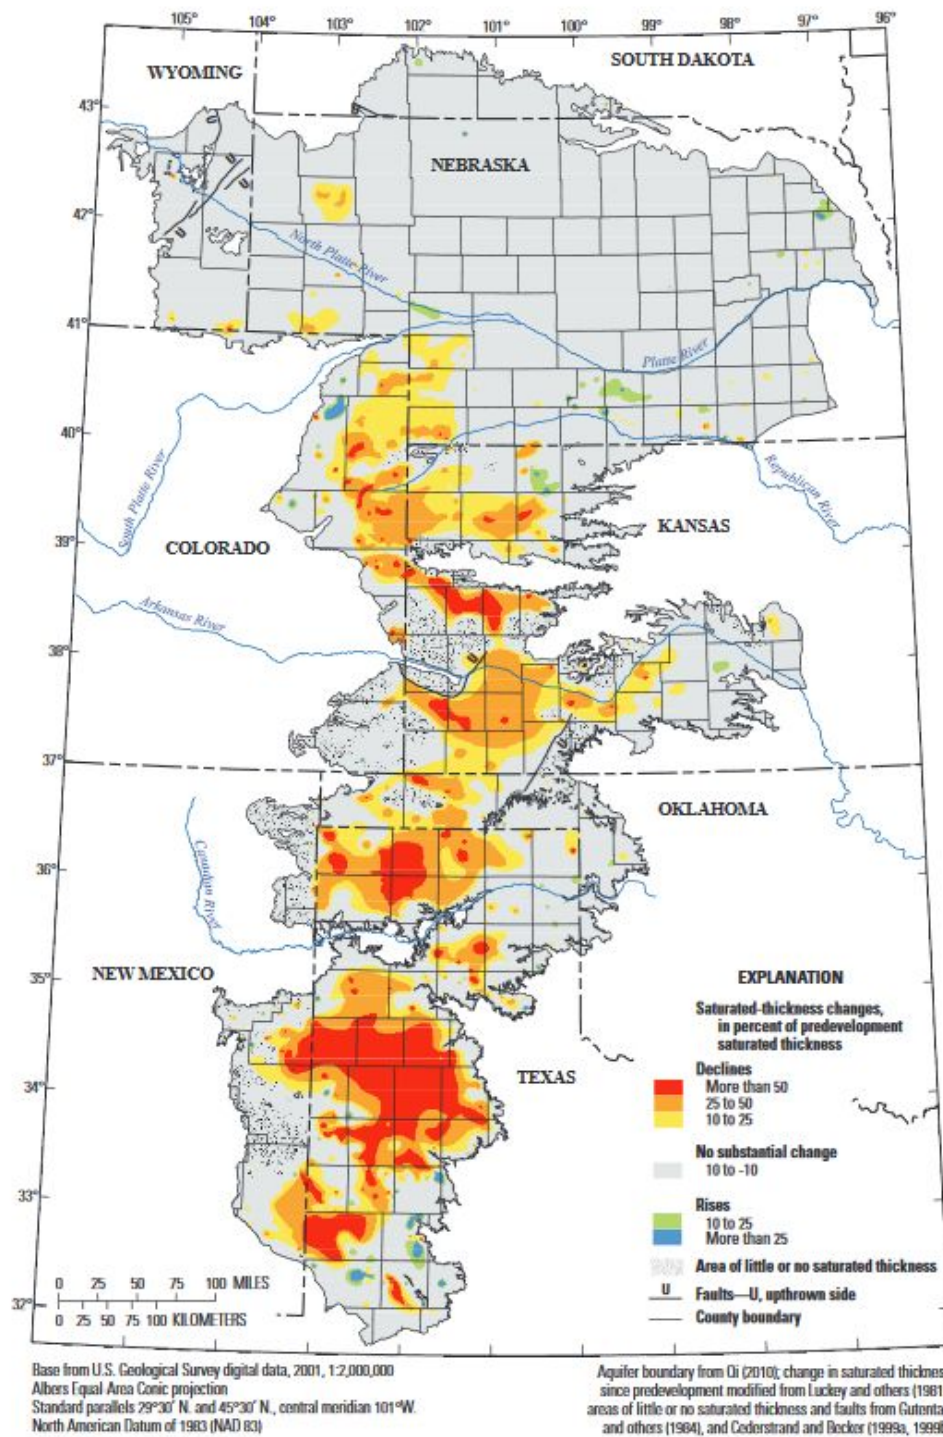 105° 104° 103° 102° 101° 100° 99° 98° 97° 96°
WYOMING
SOUTH DAKOTA
43°
NEBRASKA
U
U
U
U
42°
North Platte River
41°
Platte River
40°
South Platte River
Republican River
KANSAS
COLORADO
39°
Arkansas River
38°
U
37°
OKLAHOMA
36°
Canadian River
35°
NEW MEXICO
TEXAS
34°
33°
32°
EXPLANATION
Saturated-thickness changes,
in percent of predevelopment
saturated thickness
Declines
More than 50
25 to 50
10 to 25
No substantial change
10 to -10
Rises
10 to 25
More than 25
Area of little or no saturated thickness
U Faults—U, upthrown side
County boundary
0 25 50 75 100 MILES
0 25 50 75 100 KILOMETERS
Base from U.S. Geological Survey digital data, 2001, 1:2,000,000
Albers Equal-Area Conic projection
Standard parallels 29°30' N. and 45°30' N., central meridian 101°W.
North American Datum of 1983 (NAD 83)
Aquifer boundary from Qi (2010); change in saturated thicknes
since predevelopment modified from Luckey and others (1981
areas of little or no saturated thickness and faults from Gutenta
and others (1984), and Cederstrand and Becker (1999a, 1999b